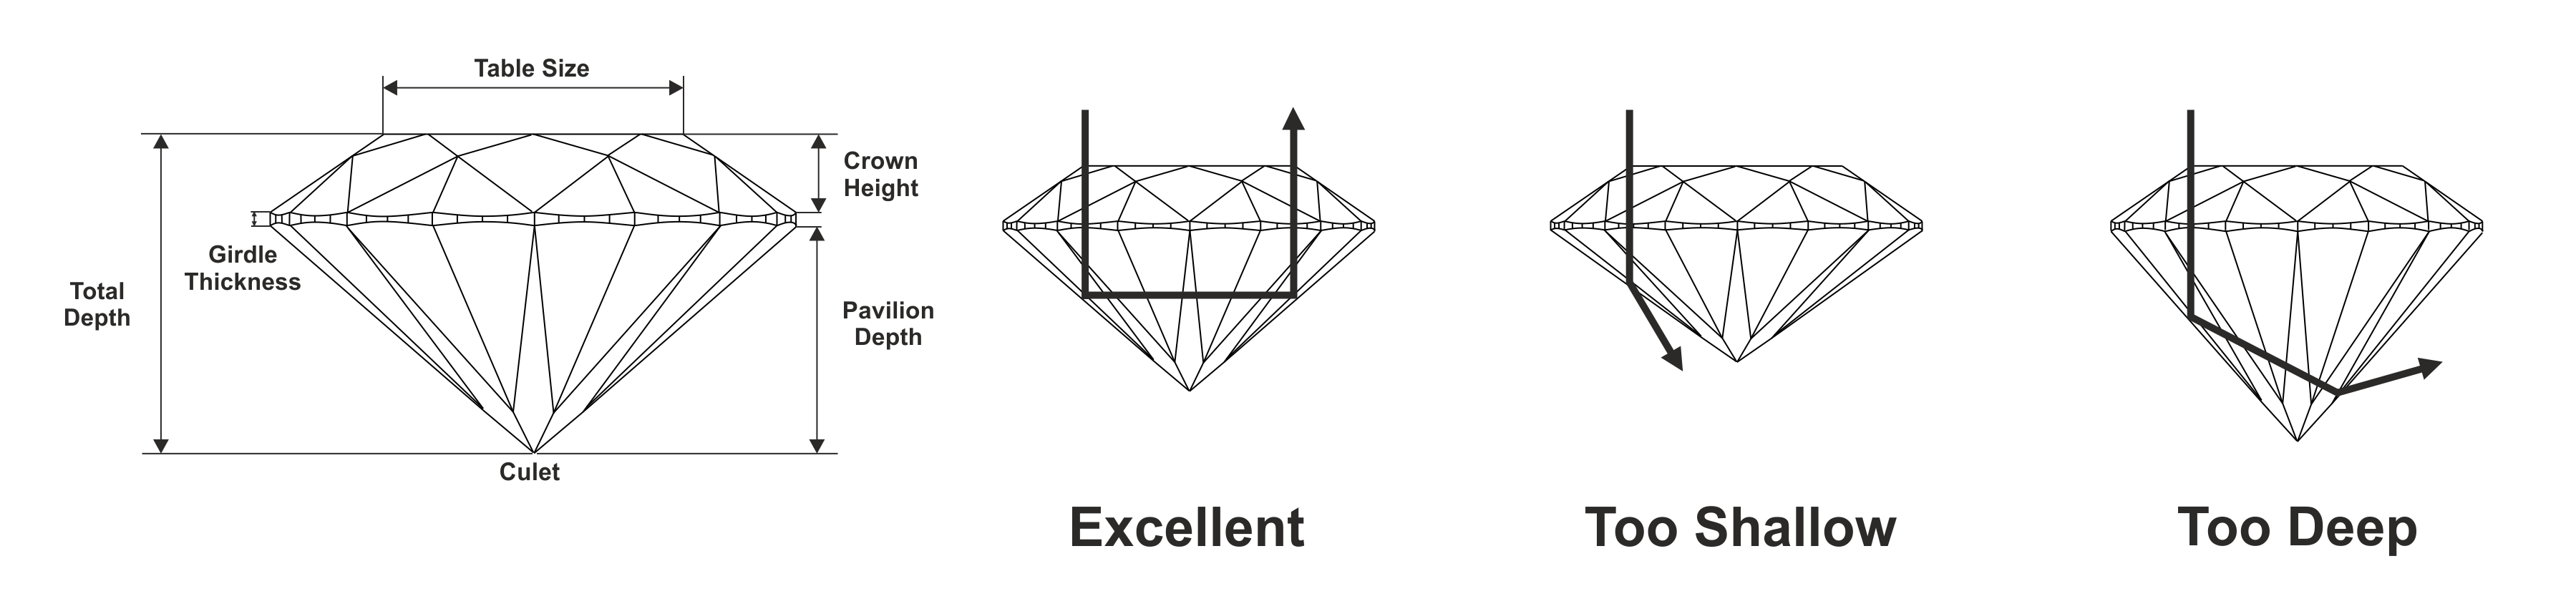 Table Size
Crown
Height
Girdle
Thickness
Total
Depth
Pavilion
Depth
Culet
Excellent
Too Shallow
Too Deep